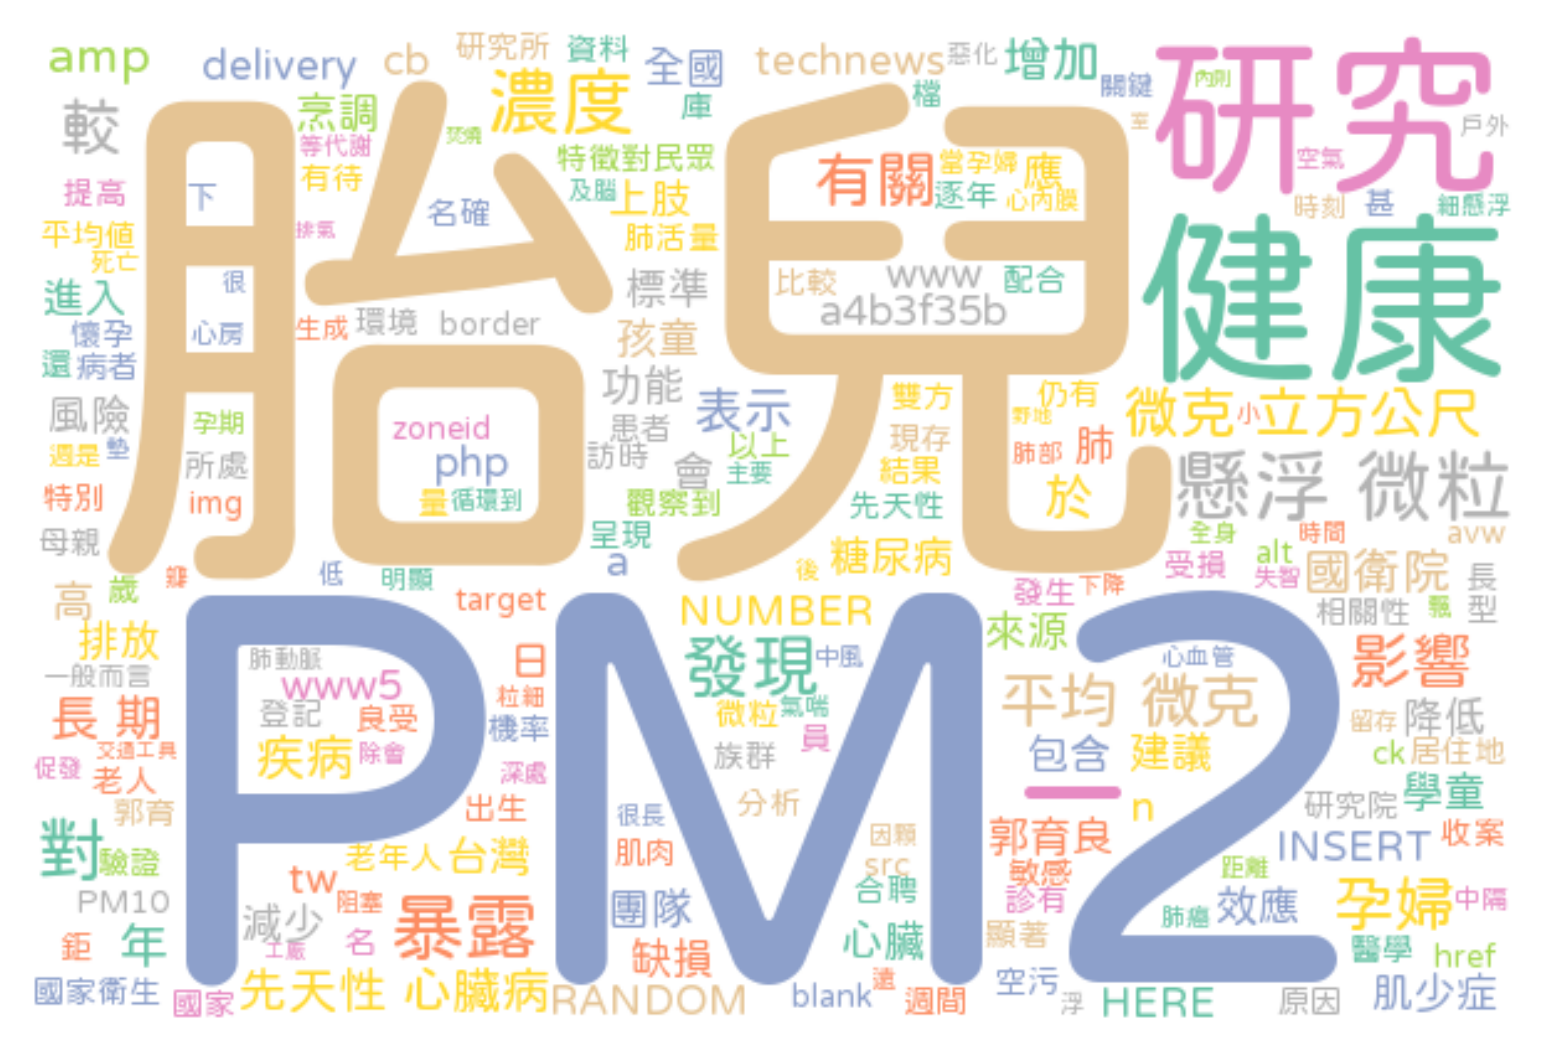 amp delivery cb 研究所 資料 全國 technews 惡化 增加 研究
較 烹調 濃度 庫 檔 關鍵 內則 戶外
等代謝 焚燒 特徵對民眾 有關 當孕婦 應 室 空氣
提高 下 有待 名確 及腦 上肢 逐年 心內膜 時刻 甚 細懸浮
平均值 排氣 肺活量 健康
死亡 胎兒
進入 很 標準 比較 www 配合
懷孕 心房 生成 環境 border 孩童 a4b3f35b
還 病者 功能 雙方 仍有 微克 小 立方公尺
風險 孕期 zoneid 患者 表示 野地
週是 墊 所處 php 訪時 會 以上 現存 肺部 肺 懸浮 微粒
特別 img 量 循環到 觀察到 主要 結果 於
母親 呈現 先天性 全身 時間 avw
瓣 低 明顯 a 後 糖尿病 受損 alt 國衛院 長
高 歲 target NUMBER 發生 下降 失智 相關性 飄 型
排放 PM2 來源
一般而言 肺動脈 日 發現 中風 心血管 影響
www5 粒細 平均 微克
長期 登記 良受 機率 微粒 氣喘 留存 降低
交通工具 疾病 除會 族群 員 包含 建議 ck 居住地
促發 老人 深處 一 學童
郭育 出生 很長 分析 n 研究院
對 驗證 老年人 台灣 肌肉 因顆 郭育良 INSERT 收案
tw src 敏感 距離
PM10 減少 阻塞 暴露 團隊 合聘 診有 肺癌 效應 孕婦 中隔
鉅 年 工廠 名 缺損 心臟 顯著 醫學 href
國家衛生 國家 先天性 心臟病 RANDOM blank 遠 週間 空污 浮 HERE 原因 肌少症